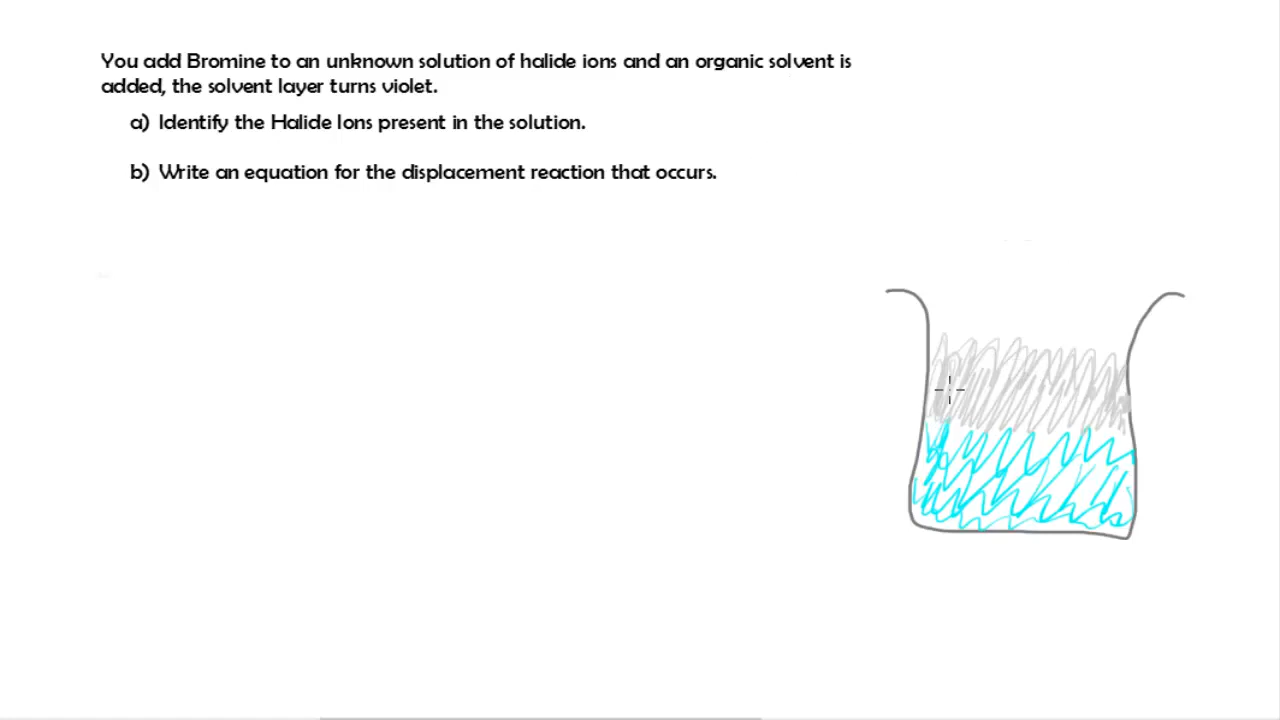 You add Bromine to an unknown solution of halide ions and an organic solvent is
added, the solvent layer turns violet.
a) Identify the Halide Ions present in the solution.
b) Write an equation for the displacement reaction that occurs.